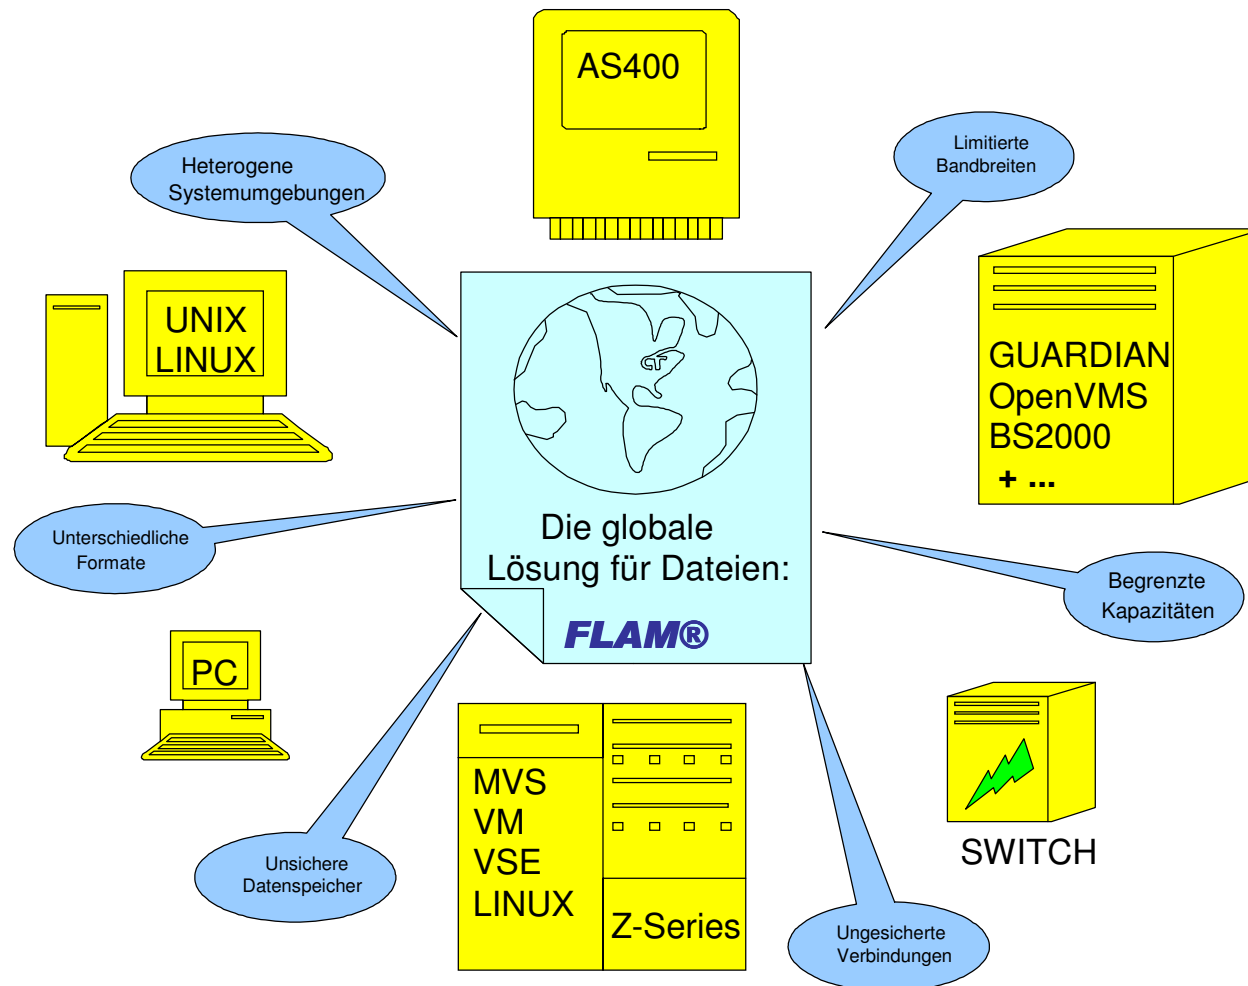 AS400
Heterogene
Systemumgebungen
Limitierte
Bandbreiten
UNIX
LINUX
GUARDIAN
OpenVMS
BS2000
+ ...
Die globale
Lösung für Dateien:
FLAM®
Unterschiedliche
Formate
Begrenzte
Kapazitäten
PC
MVS
VM
VSE
LINUX
Z-Series
SWITCH
Unsichere
Datenspeicher
Ungesicherte
Verbindungen